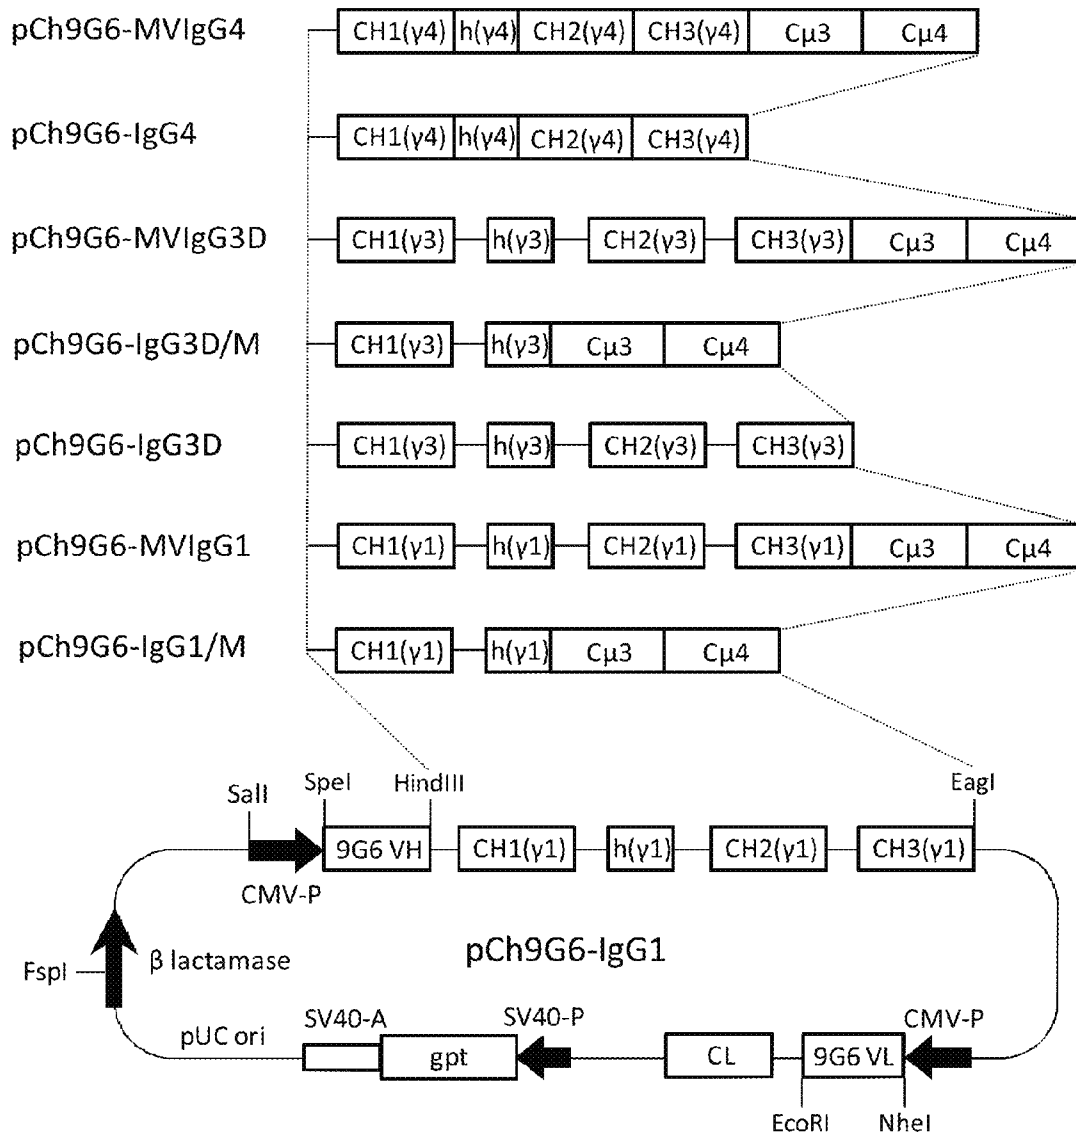 pCh9G6-MVIgG4 CH1(γ4) h(γ4) CH2(γ4) CH3(γ4) Cμ3 Cμ4
pCh9G6-IgG4 CH1(γ4) h(γ4) CH2(γ4) CH3(γ4)
pCh9G6-MVIgG3D CH1(γ3) h(γ3) CH2(γ3) CH3(γ3) Cμ3 Cμ4
pCh9G6-IgG3D/M CH1(γ3) h(γ3) Cμ3 Cμ4
pCh9G6-IgG3D CH1(γ3) h(γ3) CH2(γ3) CH3(γ3)
pCh9G6-MVIgG1 CH1(γ1) h(γ1) CH2(γ1) CH3(γ1) Cμ3 Cμ4
pCh9G6-IgG1/M CH1(γ1) h(γ1) Cμ3 Cμ4
SalI SpeI HindIII EagI
9G6 VH CH1(γ1) h(γ1) CH2(γ1) CH3(γ1)
CMV-P
FspI β lactamase pCh9G6-IgG1
pUC ori SV40-A SV40-P CMV-P
gpt CL 9G6 VL
EcoRI NheI